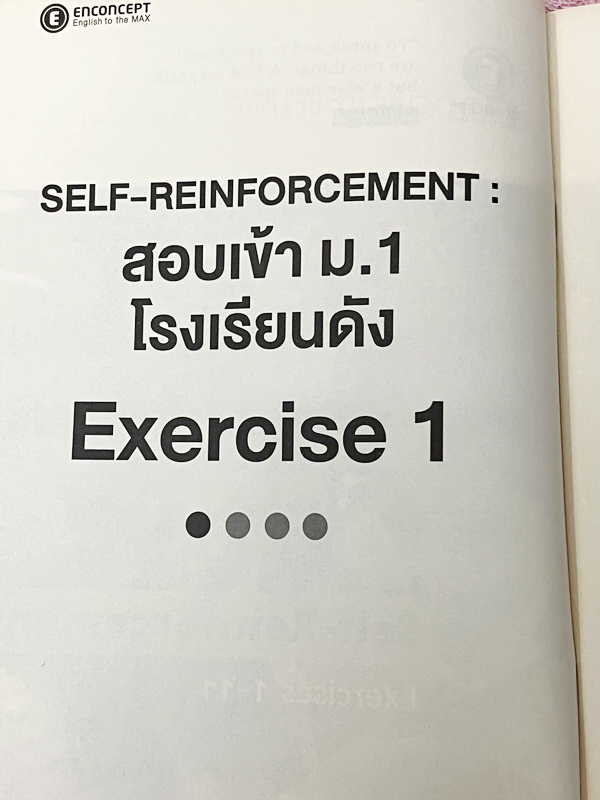 ENCONCEPT
English to the MAX
SELF-REINFORCEMENT :
สอบเข้า ม.1
โรงเรียนดัง
Exercise 1